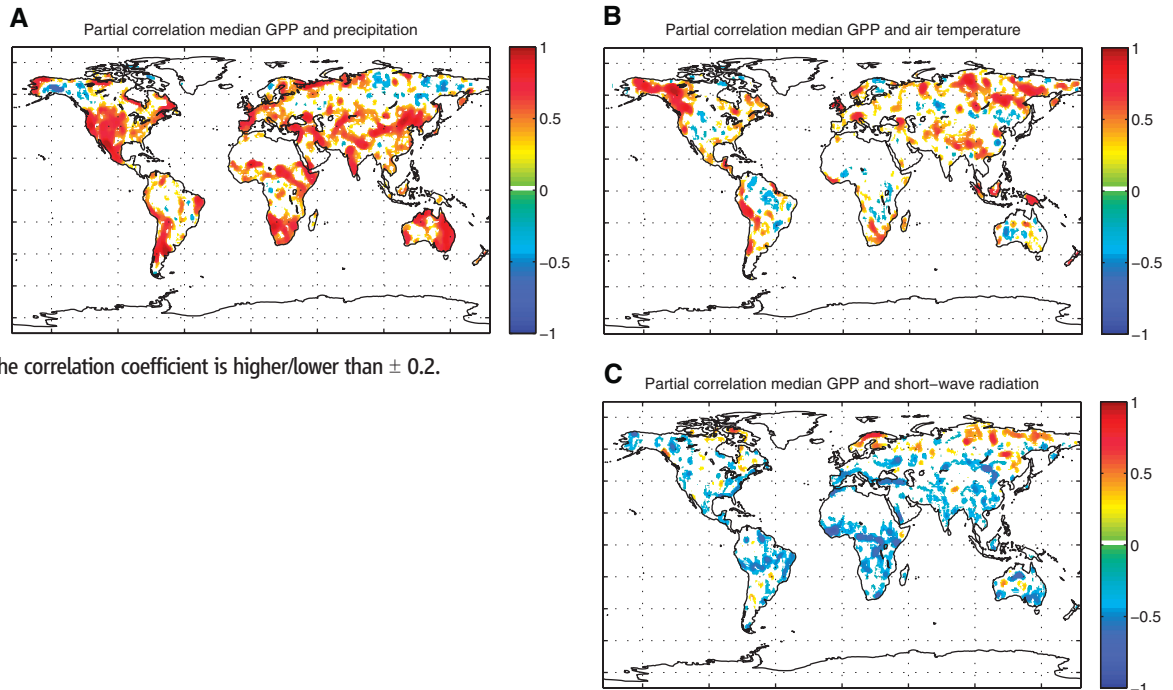 A
Partial correlation median GPP and precipitation
1
0.5
0
−0.5
−1
he correlation coefficient is higher/lower than ± 0.2.
B
Partial correlation median GPP and air temperature
1
0.5
0
−0.5
−1
C
Partial correlation median GPP and short−wave radiation
1
0.5
0
−0.5
−1